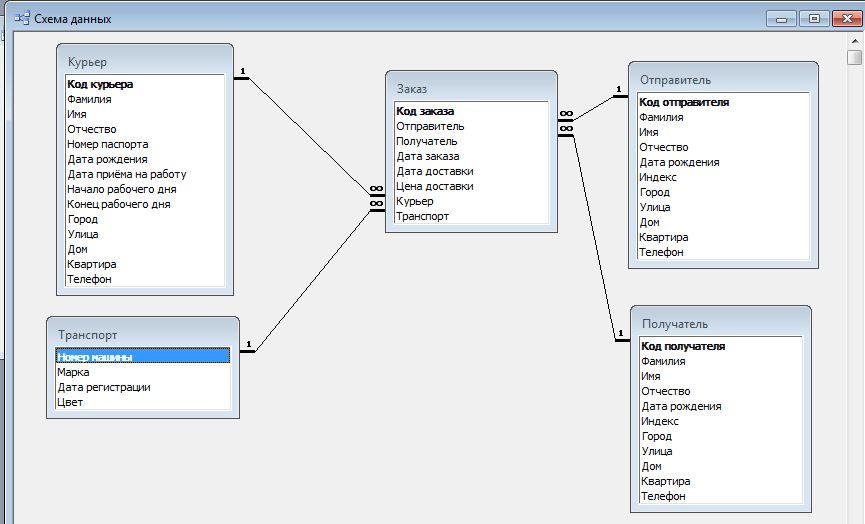 Схема данных
Курьер
Код курьера
Фамилия
Имя
Отчество
Номер паспорта
Дата рождения
Дата приёма на работу
Начало рабочего дня
Конец рабочего дня
Город
Улица
Дом
Квартира
Телефон
1
Транспорт
Номер машины
Марка
Дата регистрации
Цвет
1
Заказ
Код заказа
Отправитель
Получатель
Дата заказа
Дата доставки
Цена доставки
Курьер
Транспорт
∞
∞
∞
∞
Отправитель
Код отправителя
Фамилия
Имя
Отчество
Дата рождения
Индекс
Город
Улица
Дом
Квартира
Телефон
1
Получатель
Код получателя
Фамилия
Имя
Отчество
Дата рождения
Индекс
Город
Улица
Дом
Квартира
Телефон
1